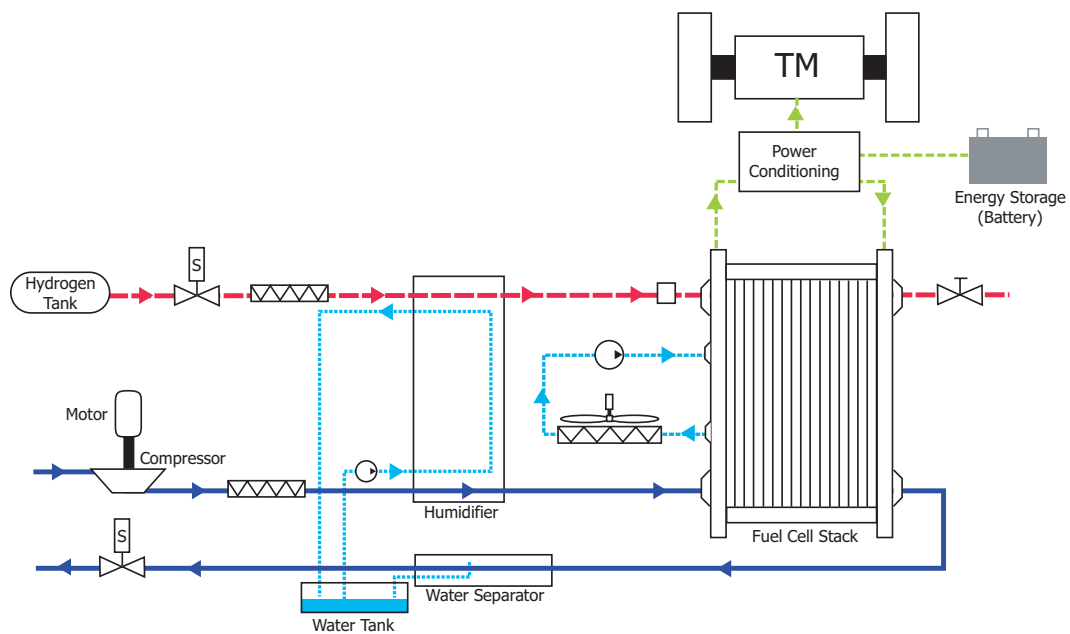 TM
Power
Conditioning
Energy Storage
(Battery)
Hydrogen
Tank
S
Motor
Compressor
Humidifier
Fuel Cell Stack
S
Water Separator
Water Tank